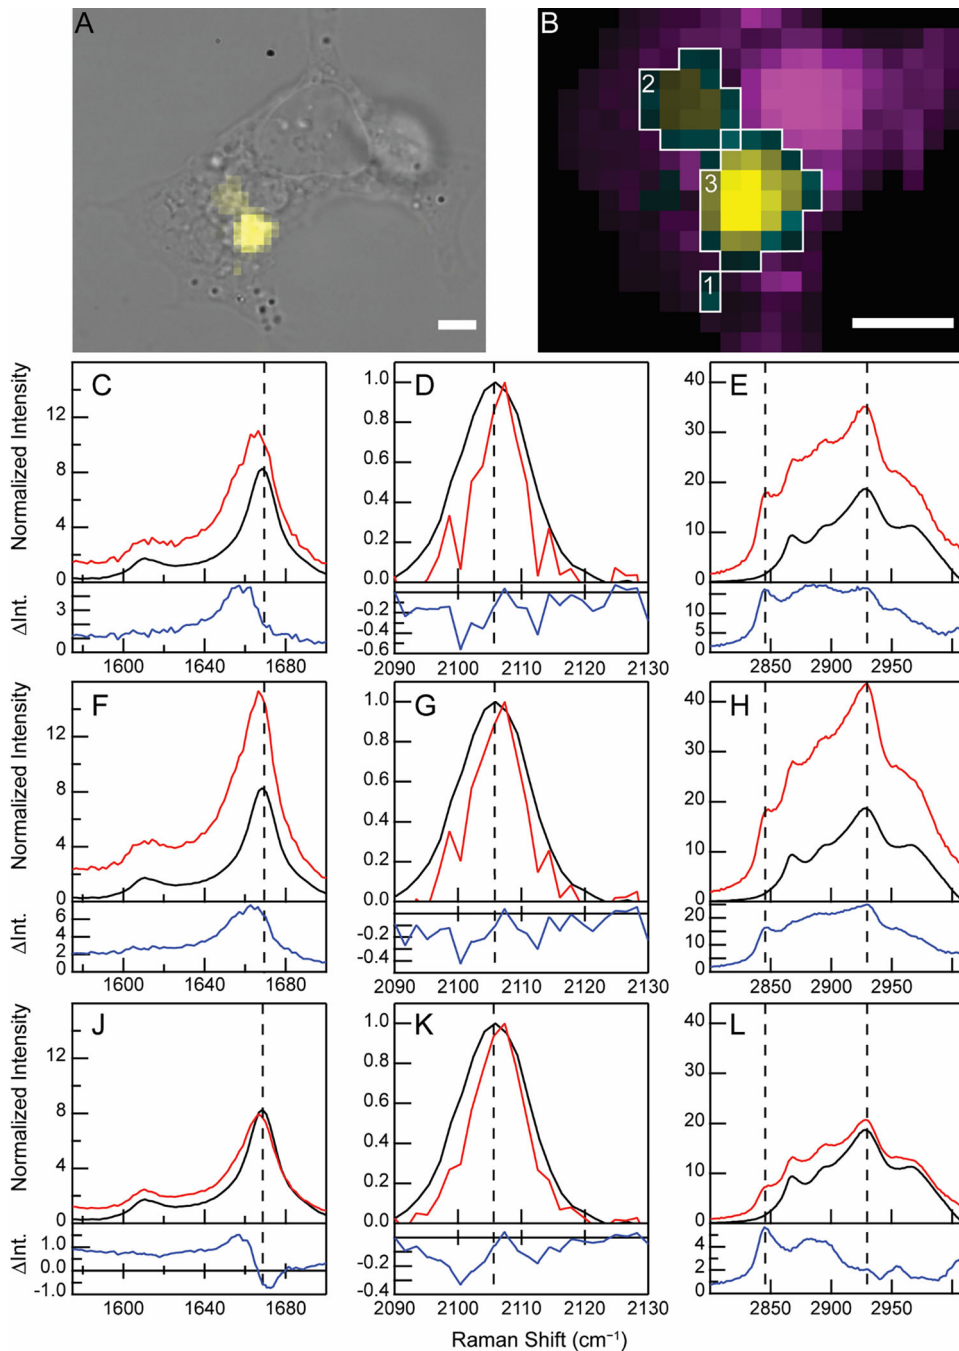 A
B
2
3
1
C
D
E
Normalized Intensity
12
8
4
0
1.0
0.8
0.6
0.4
0.2
0.0
40
30
20
10
0
ΔInt.
3
0
-0.2
-0.4
-0.6
15
10
5
0
1600 1640 1680
2090 2100 2110 2120 2130
2850 2900 2950
F
G
H
Normalized Intensity
12
8
4
0
1.0
0.8
0.6
0.4
0.2
0.0
40
30
20
10
0
ΔInt.
6
4
2
0
-0.2
-0.4
20
10
0
1600 1640 1680
2090 2100 2110 2120 2130
2850 2900 2950
J
K
L
Normalized Intensity
12
8
4
0
1.0
0.8
0.6
0.4
0.2
0.0
40
30
20
10
0
ΔInt.
1.0
0.0
-1.0
-0.2
-0.4
4
2
0
1600 1640 1680
2090 2100 2110 2120 2130
2850 2900 2950
Raman Shift (cm⁻¹)